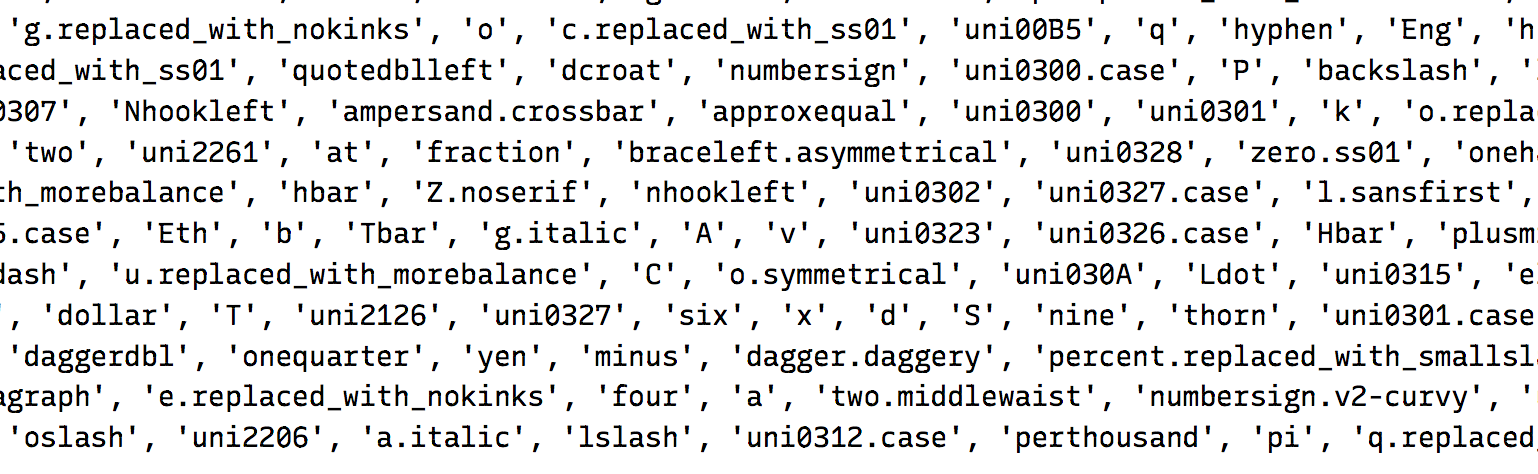 'g.replaced_with_nokinks', 'o', 'c.replaced_with_ss01', 'uni00B5', 'q', 'hyphen', 'Eng', 'h
aced_with_ss01', 'quotedblleft', 'dcroat', 'numbersign', 'uni0300.case', 'P', 'backslash', '
0307', 'Nhookleft', 'ampersand.crossbar', 'approxequal', 'uni0300', 'uni0301', 'k', 'o.repla
'two', 'uni2261', 'at', 'fraction', 'braceleft.asymmetrical', 'uni0328', 'zero.ss01', 'oneha
th_morebalance', 'hbar', 'Z.noserif', 'nhookleft', 'uni0302', 'uni0327.case', 'l.sansfirst',
5.case', 'Eth', 'b', 'Tbar', 'g.italic', 'A', 'v', 'uni0323', 'uni0326.case', 'Hbar', 'plusmi
dash', 'u.replaced_with_morebalance', 'C', 'o.symmetrical', 'uni030A', 'Ldot', 'uni0315', 'el
', 'dollar', 'T', 'uni2126', 'uni0327', 'six', 'x', 'd', 'S', 'nine', 'thorn', 'uni0301.case
'daggerdbl', 'onequarter', 'yen', 'minus', 'dagger.daggery', 'percent.replaced_with_smallsla
agraph', 'e.replaced_with_nokinks', 'four', 'a', 'two.middlewaist', 'numbersign.v2-curvy', '
'oslash', 'uni2206', 'a.italic', 'lslash', 'uni0312.case', 'perthousand', 'pi', 'q.replaced